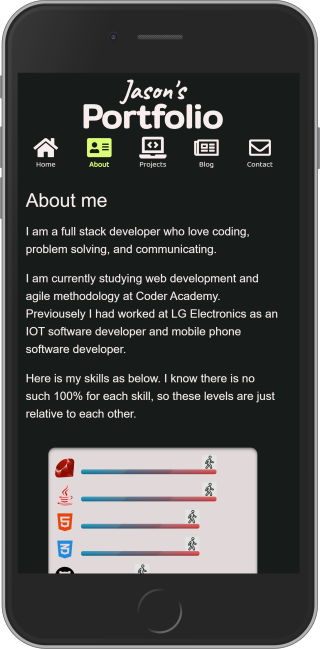 Jason's
Portfolio
Home About Projects Blog Contact
About me
I am a full stack developer who love coding,
problem solving, and communicating.
I am currently studying web development and
agile methodology at Coder Academy.
Previousely I had worked at LG Electronics as an
IOT software developer and mobile phone
software developer.
Here is my skills as below. I know there is no
such 100% for each skill, so these levels are just
relative to each other.